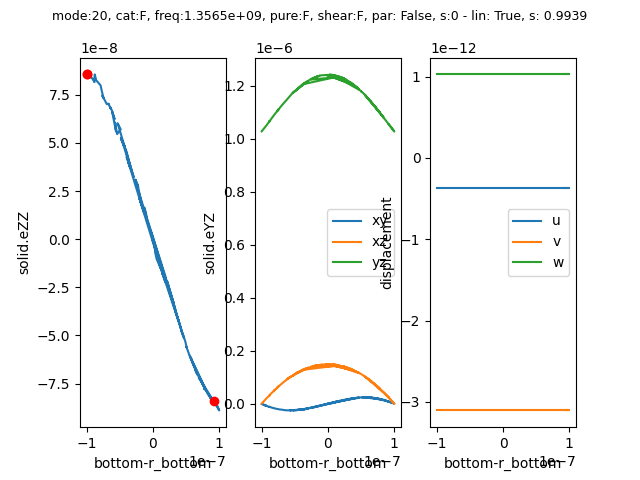 mode:20, cat:F, freq:1.3565e+09, pure:F, shear:F, par: False, s:0 - lin: True, s: 0.9939
1e−8
1e−6
1e−12
7.5
5.0
2.5
0.0
−2.5
−5.0
−7.5
solid.eZZ
−1
0
1
1e−7
bottom-r_bottom
1.2
1.0
0.8
0.6
0.4
0.2
0.0
solid.eYZ
xy
xz
yz
−1
0
1
1e−7
bottom-r_bottom
1
0
−1
−2
−3
displacement
u
v
w
−1
0
1
1e−7
bottom-r_bottom